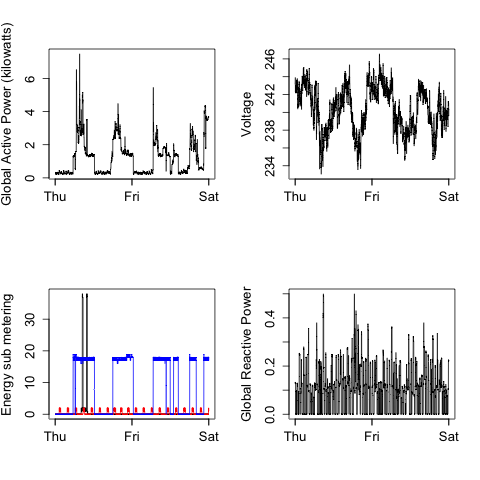 Global Active Power (kilowatts)
0 2 4 6
Thu Fri Sat
Voltage
234 238 242 246
Thu Fri Sat
Energy sub metering
0 10 20 30
Thu Fri Sat
Global Reactive Power
0.0 0.2 0.4
Thu Fri Sat